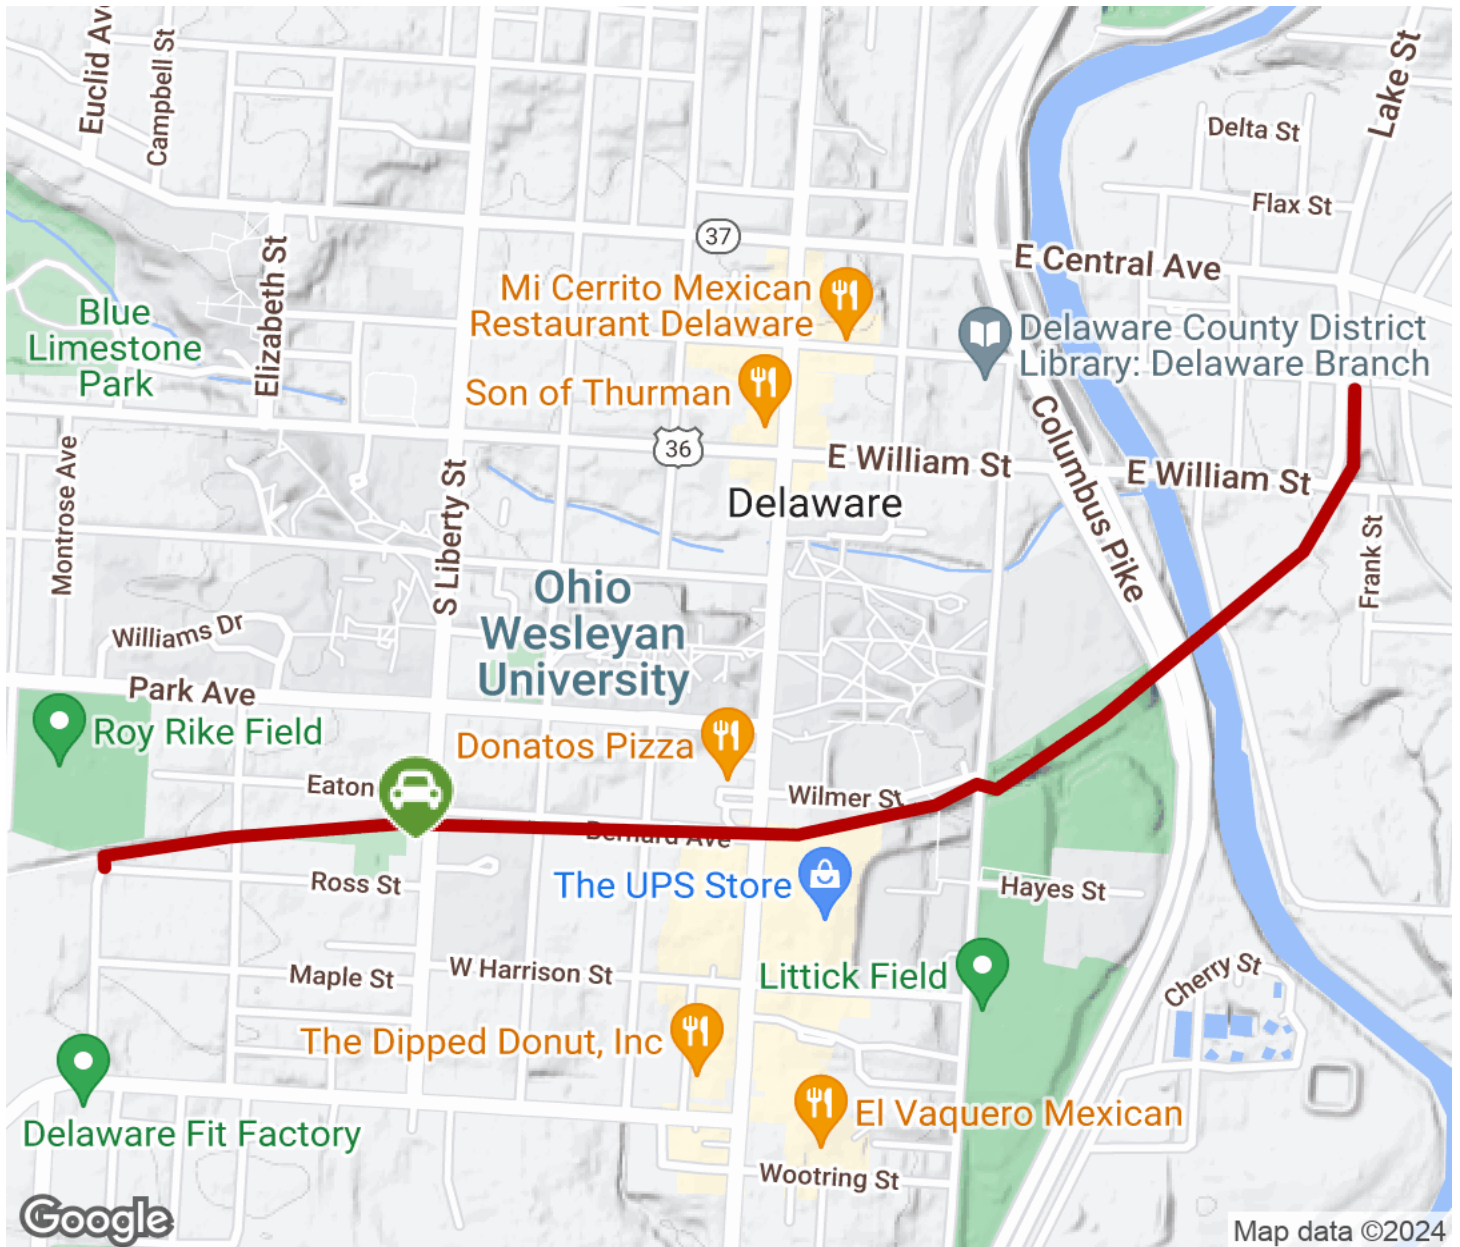 Euclid Av
Campbell St
Lake St
Delta St
Flax St
37
E Central Ave
Elizabeth St
Mi Cerrito Mexican
Restaurant Delaware
Blue
Limestone
Park
Delaware County District
Library: Delaware Branch
Son of Thurman
36
E William St
Columbus Pike
E William St
Montrose Ave
S Liberty St
Delaware
Frank St
Ohio
Wesleyan
University
Williams Dr
Park Ave
Roy Rike Field
Donatos Pizza
Eaton
Wilmer St
Bernard Ave
Ross St
The UPS Store
Hayes St
Maple St
W Harrison St
Littick Field
Cherry St
The Dipped Donut, Inc
El Vaquero Mexican
Delaware Fit Factory
Wootring St
Google
Map data ©2024